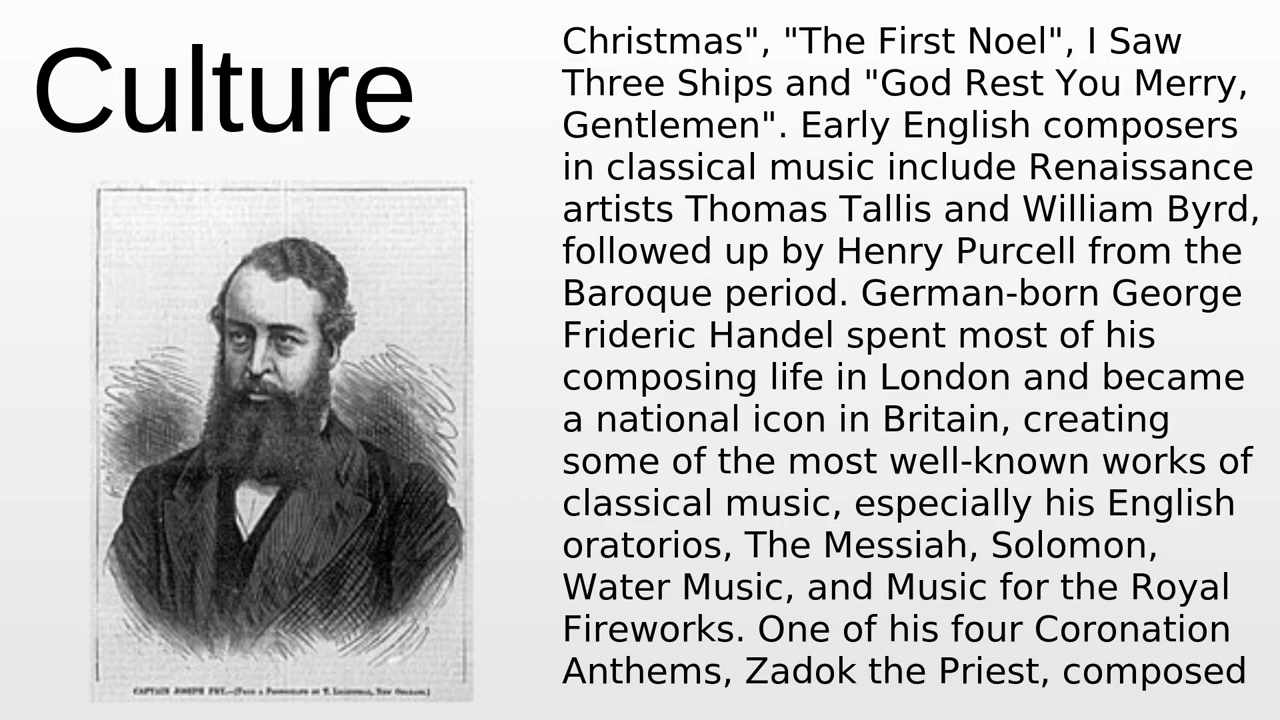 Culture
Christmas", "The First Noel", I Saw
Three Ships and "God Rest You Merry,
Gentlemen". Early English composers
in classical music include Renaissance
artists Thomas Tallis and William Byrd,
followed up by Henry Purcell from the
Baroque period. German-born George
Frideric Handel spent most of his
composing life in London and became
a national icon in Britain, creating
some of the most well-known works of
classical music, especially his English
oratorios, The Messiah, Solomon,
Water Music, and Music for the Royal
Fireworks. One of his four Coronation
Anthems, Zadok the Priest, composed
CAPTAIN JOSEPH FRY.—(From a Photograph by T. New Orleans.)